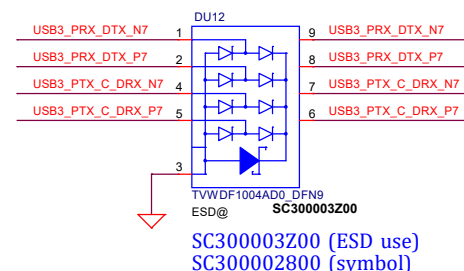 DU12
USB3_PRX_DTX_N7 1 9 USB3_PRX_DTX_N7
USB3_PRX_DTX_P7 2 8 USB3_PRX_DTX_P7
USB3_PTX_C_DRX_N7 4 7 USB3_PTX_C_DRX_N7
USB3_PTX_C_DRX_P7 5 6 USB3_PTX_C_DRX_P7
3
TVWDF1004AD0_DFN9
ESD@ SC300003Z00
SC300003Z00 (ESD use)
SC300002800 (symbol)